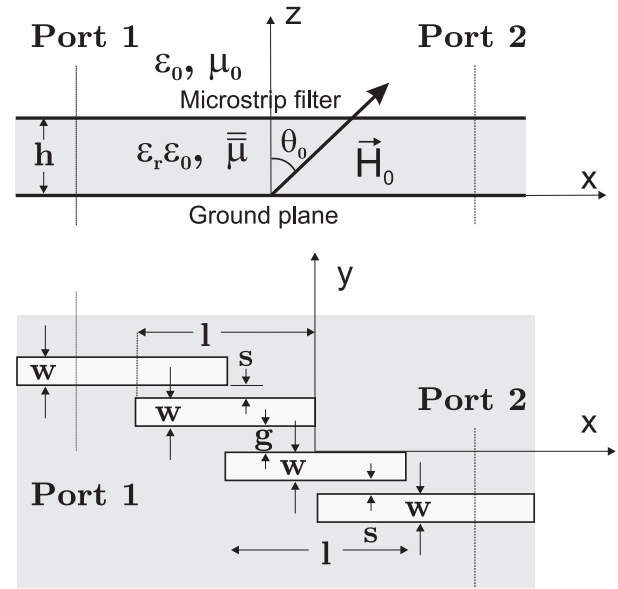 Port 1
z
Port 2
ε₀, μ₀
Microstrip filter
h
εᵣε₀, μ̿
θ₀
H⃗₀
x
Ground plane
y
l
s
w
w
Port 2
x
g
w
Port 1
w
s
l